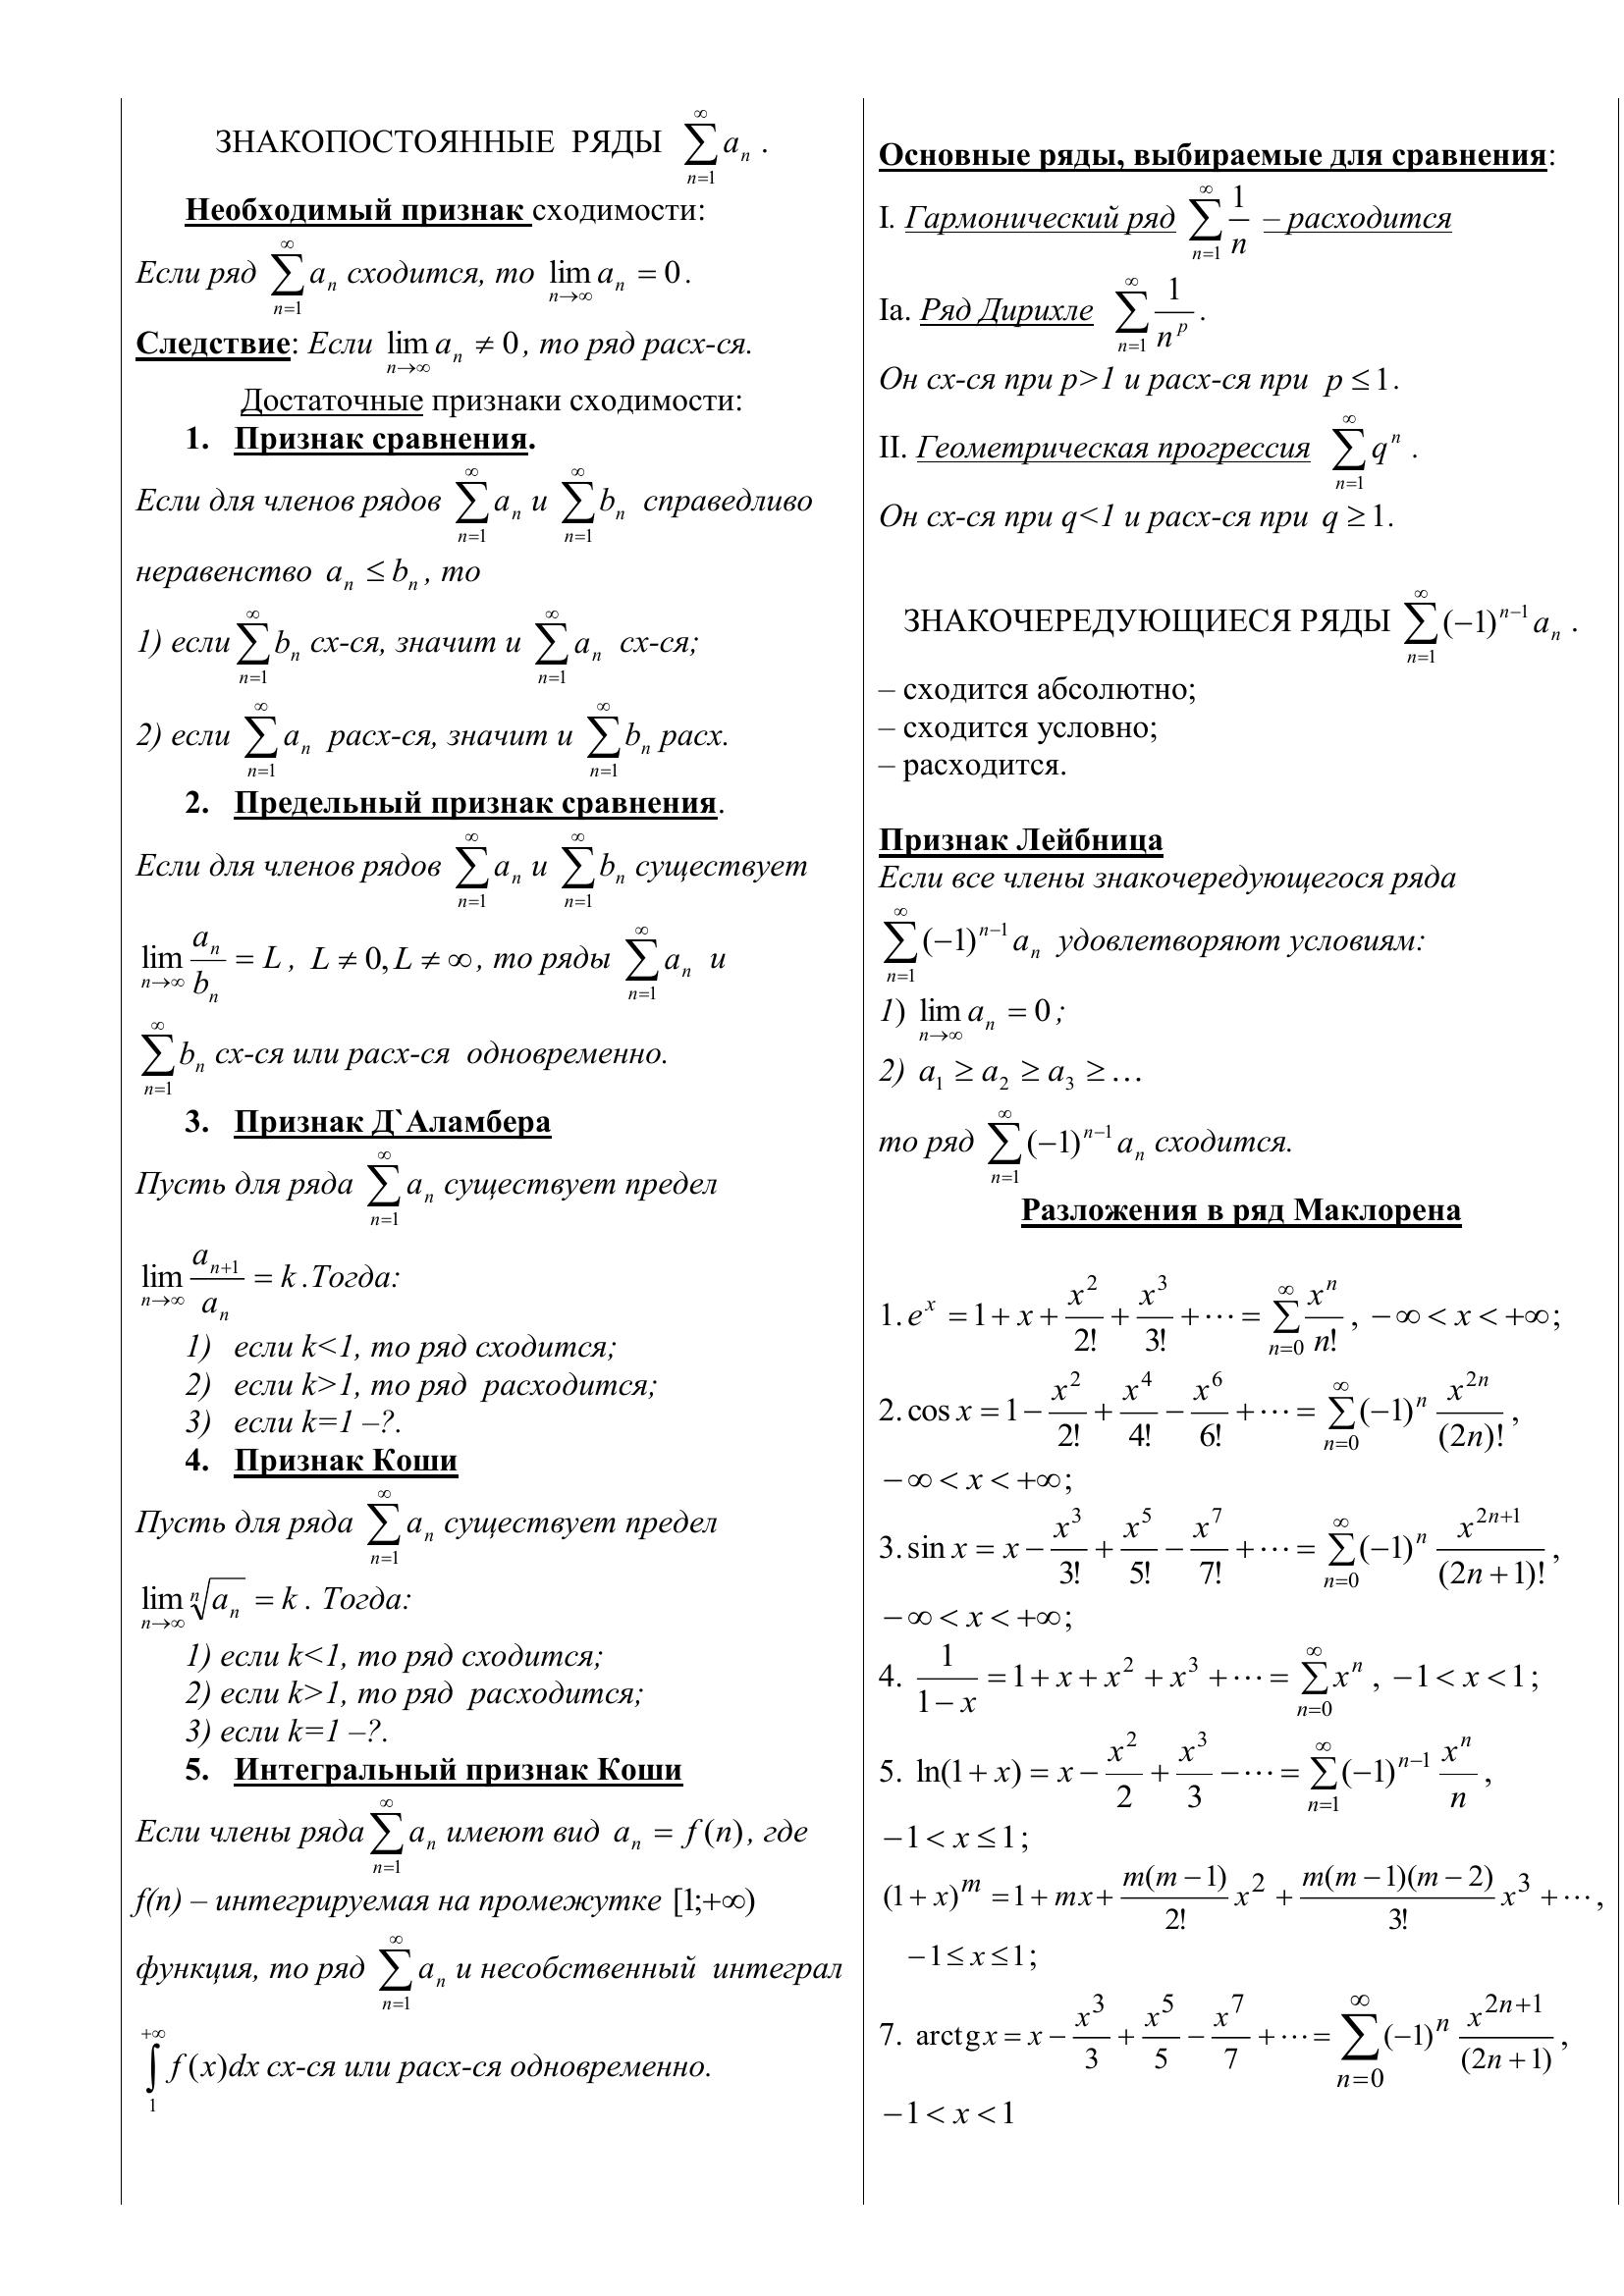 ЗНАКОПОСТОЯННЫЕ РЯДЫ $\sum_{n=1}^{\infty} a_n$ .
Необходимый признак сходимости:
Если ряд $\sum_{n=1}^{\infty} a_n$ сходится, то $\lim_{n\to\infty} a_n = 0$.
Следствие: Если $\lim_{n\to\infty} a_n \neq 0$, то ряд расх-ся.
Достаточные признаки сходимости:
1. Признак сравнения.
Если для членов рядов $\sum_{n=1}^{\infty} a_n$ и $\sum_{n=1}^{\infty} b_n$ справедливо
неравенство $a_n \leq b_n$, то
1) если $\sum_{n=1}^{\infty} b_n$ сх-ся, значит и $\sum_{n=1}^{\infty} a_n$ сх-ся;
2) если $\sum_{n=1}^{\infty} a_n$ расх-ся, значит и $\sum_{n=1}^{\infty} b_n$ расх.
2. Предельный признак сравнения.
Если для членов рядов $\sum_{n=1}^{\infty} a_n$ и $\sum_{n=1}^{\infty} b_n$ существует
$\lim_{n\to\infty} \frac{a_n}{b_n} = L$, $L \neq 0, L \neq \infty$, то ряды $\sum_{n=1}^{\infty} a_n$ и
$\sum_{n=1}^{\infty} b_n$ сх-ся или расх-ся одновременно.
3. Признак Д`Аламбера
Пусть для ряда $\sum_{n=1}^{\infty} a_n$ существует предел
$\lim_{n\to\infty} \frac{a_{n+1}}{a_n} = k$.Тогда:
1) если k<1, то ряд сходится;
2) если k>1, то ряд расходится;
3) если k=1 –?.
4. Признак Коши
Пусть для ряда $\sum_{n=1}^{\infty} a_n$ существует предел
$\lim_{n\to\infty} \sqrt[n]{a_n} = k$. Тогда:
1) если k<1, то ряд сходится;
2) если k>1, то ряд расходится;
3) если k=1 –?.
5. Интегральный признак Коши
Если члены ряда $\sum_{n=1}^{\infty} a_n$ имеют вид $a_n = f(n)$, где
f(n) – интегрируемая на промежутке $[1;+\infty)$
функция, то ряд $\sum_{n=1}^{\infty} a_n$ и несобственный интеграл
$\int_{1}^{+\infty} f(x)dx$ сх-ся или расх-ся одновременно.
Основные ряды, выбираемые для сравнения:
I. Гармонический ряд $\sum_{n=1}^{\infty} \frac{1}{n}$ – расходится
Iа. Ряд Дирихле $\sum_{n=1}^{\infty} \frac{1}{n^p}$.
Он сх-ся при p>1 и расх-ся при $p \leq 1$.
II. Геометрическая прогрессия $\sum_{n=1}^{\infty} q^n$ .
Он сх-ся при q<1 и расх-ся при $q \geq 1$.
ЗНАКОЧЕРЕДУЮЩИЕСЯ РЯДЫ $\sum_{n=1}^{\infty} (-1)^{n-1} a_n$ .
– сходится абсолютно;
– сходится условно;
– расходится.
Признак Лейбница
Если все члены знакочередующегося ряда
$\sum_{n=1}^{\infty} (-1)^{n-1} a_n$ удовлетворяют условиям:
1) $\lim_{n\to\infty} a_n = 0$;
2) $a_1 \geq a_2 \geq a_3 \geq \ldots$
то ряд $\sum_{n=1}^{\infty} (-1)^{n-1} a_n$ сходится.
Разложения в ряд Маклорена
1. $e^x = 1 + x + \frac{x^2}{2!} + \frac{x^3}{3!} + \cdots = \sum_{n=0}^{\infty} \frac{x^n}{n!}$, $-\infty < x < +\infty$;
2. $\cos x = 1 - \frac{x^2}{2!} + \frac{x^4}{4!} - \frac{x^6}{6!} + \cdots = \sum_{n=0}^{\infty} (-1)^n \frac{x^{2n}}{(2n)!}$,
$-\infty < x < +\infty$;
3. $\sin x = x - \frac{x^3}{3!} + \frac{x^5}{5!} - \frac{x^7}{7!} + \cdots = \sum_{n=0}^{\infty} (-1)^n \frac{x^{2n+1}}{(2n+1)!}$,
$-\infty < x < +\infty$;
4. $\frac{1}{1-x} = 1 + x + x^2 + x^3 + \cdots = \sum_{n=0}^{\infty} x^n$, $-1 < x < 1$;
5. $\ln(1+x) = x - \frac{x^2}{2} + \frac{x^3}{3} - \cdots = \sum_{n=1}^{\infty} (-1)^{n-1} \frac{x^n}{n}$,
$-1 < x \leq 1$;
$(1+x)^m = 1 + mx + \frac{m(m-1)}{2!} x^2 + \frac{m(m-1)(m-2)}{3!} x^3 + \cdots$,
$-1 \leq x \leq 1$;
7. $\operatorname{arctg} x = x - \frac{x^3}{3} + \frac{x^5}{5} - \frac{x^7}{7} + \cdots = \sum_{n=0}^{\infty} (-1)^n \frac{x^{2n+1}}{(2n+1)}$,
$-1 < x < 1$